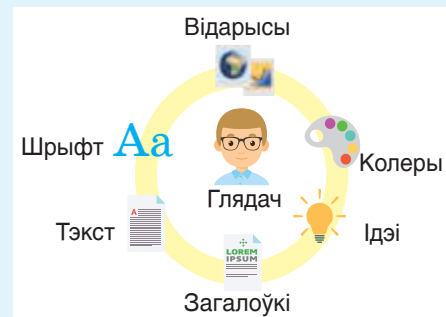 Відарысы
Шрыфт Aa
Колеры
Глядач
Тэкст
A
Ідэі
LOREM
IPSUM
Загалоўкі